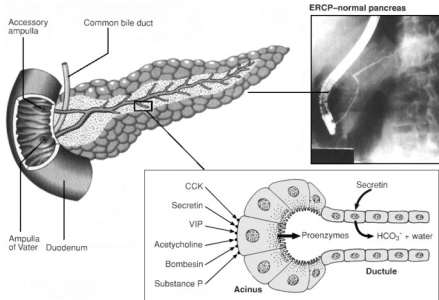 ERCP–normal pancreas
Accessory
ampulla
Common bile duct
Ampulla
of Vater
Duodenum
CCK
Secretin
VIP
Acetycholine
Bombesin
Substance P
Acinus
Proenzymes
Secretin
HCO₃⁻ + water
Ductule